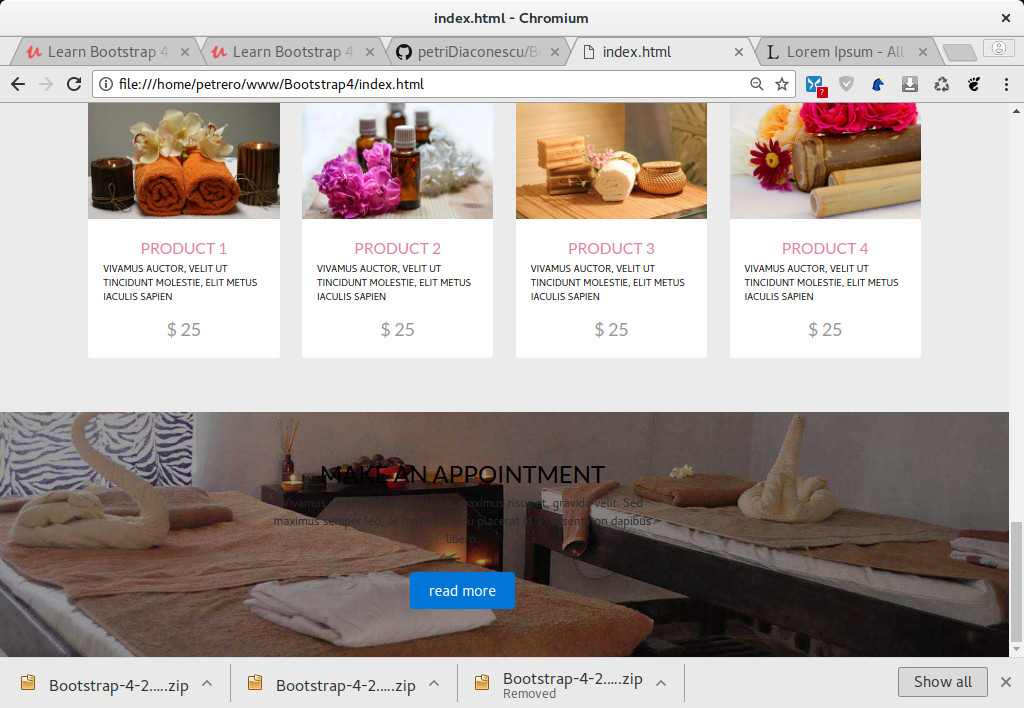 index.html - Chromium
Learn Bootstrap 4
Learn Bootstrap 4
petriDiaconescu/Bo
index.html
Lorem Ipsum - All
file:///home/petrero/www/Bootstrap4/index.html
?
PRODUCT 1
VIVAMUS AUCTOR, VELIT UT
TINCIDUNT MOLESTIE, ELIT METUS
IACULIS SAPIEN
$ 25
PRODUCT 2
VIVAMUS AUCTOR, VELIT UT
TINCIDUNT MOLESTIE, ELIT METUS
IACULIS SAPIEN
$ 25
PRODUCT 3
VIVAMUS AUCTOR, VELIT UT
TINCIDUNT MOLESTIE, ELIT METUS
IACULIS SAPIEN
$ 25
PRODUCT 4
VIVAMUS AUCTOR, VELIT UT
TINCIDUNT MOLESTIE, ELIT METUS
IACULIS SAPIEN
$ 25
MAKE AN APPOINTMENT
Vivamus maximus risus et, gravida velit. Sed
maximus semper leo, ac placerat dapibus
libero
read more
Bootstrap-4-2.....zip
Bootstrap-4-2.....zip
Bootstrap-4-2.....zip
Removed
Show all